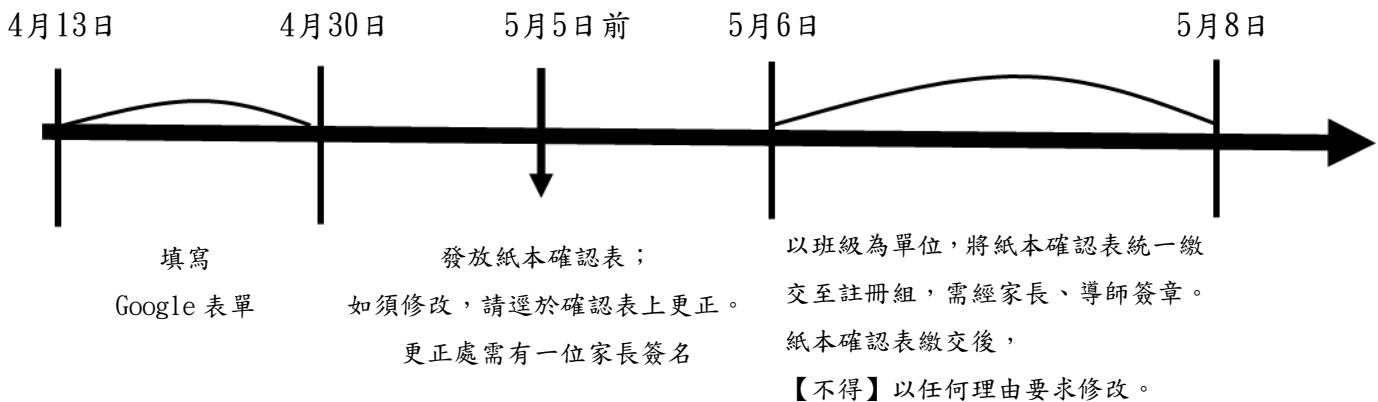 4月13日
4月30日
5月5日前
5月6日
5月8日
填寫
Google 表單
發放紙本確認表；
如須修改，請逕於確認表上更正。
更正處需有一位家長簽名
以班級為單位，將紙本確認表統一繳
交至註冊組，需經家長、導師簽章。
紙本確認表繳交後，
【不得】以任何理由要求修改。